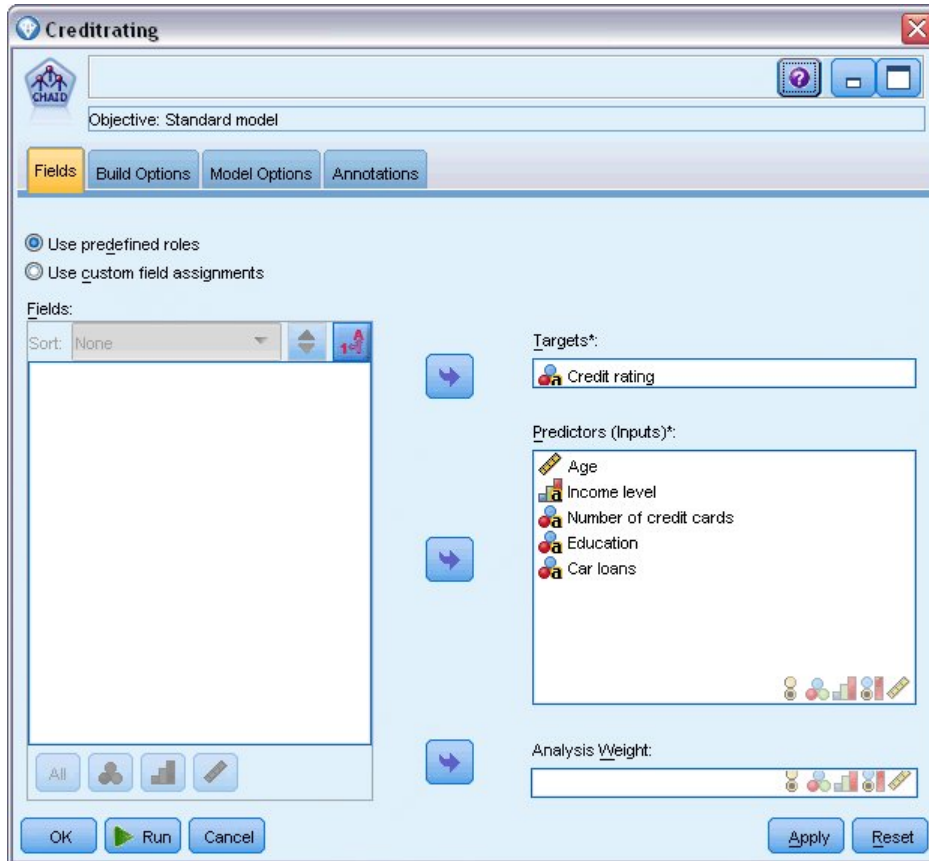 Creditrating
CHAID
Objective: Standard model
Fields Build Options Model Options Annotations
Use predefined roles
Use custom field assignments
Fields:
Sort: None
Targets*:
Credit rating
Predictors (Inputs)*:
Age
Income level
Number of credit cards
Education
Car loans
All
Analysis Weight:
OK Run Cancel Apply Reset